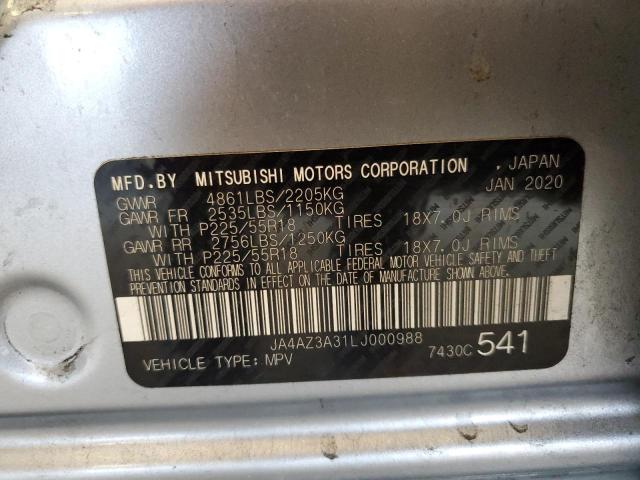 MFD.BY MITSUBISHI MOTORS CORPORATION , JAPAN
GVWR 4861LBS/2205KG JAN 2020
GAWR FR 2535LBS/1150KG
WITH P225/55R18 TIRES 18X7.0J RIMS
GAWR RR 2756LBS/1250KG
WITH P225/55R18 TIRES 18X7.0J RIMS
THIS VEHICLE CONFORMS TO ALL APPLICABLE FEDERAL MOTOR VEHICLE SAFETY AND THEFT
PREVENTION STANDARDS IN EFFECT ON THE DATE OF MANUFACTURE SHOWN ABOVE.
JA4AZ3A31LJ000988
VEHICLE TYPE: MPV 7430C 541